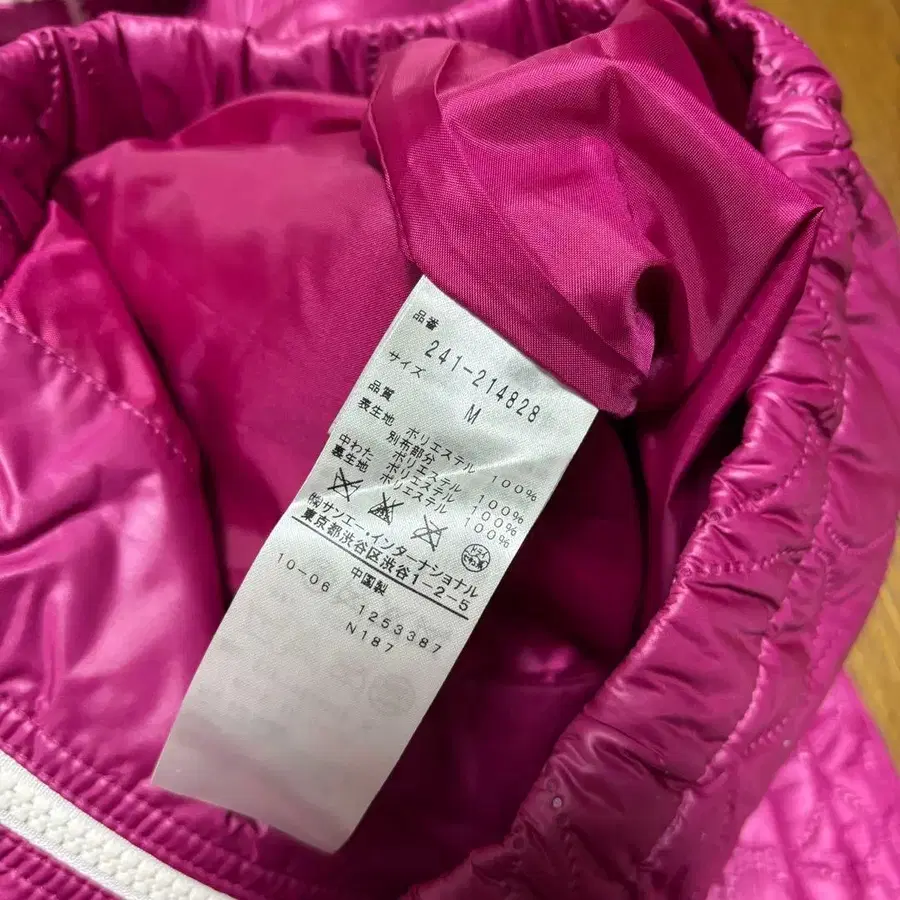 品番
241-214828
サイズ
M
品質
表生地 ポリエステル 100%
別布部分
ポリエステル 100%
中わた ポリエステル 100%
裏生地 ポリエステル 100%
㈱サンエー・インターナショナル
東京都渋谷区渋谷1-2-5
中国製
10-06 1253387
N187